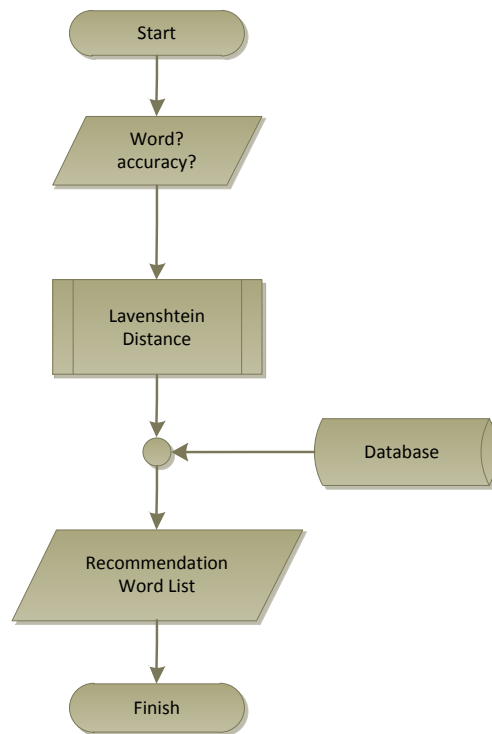 Start
Word?
accuracy?
Lavenshtein
Distance
Database
Recommendation
Word List
Finish